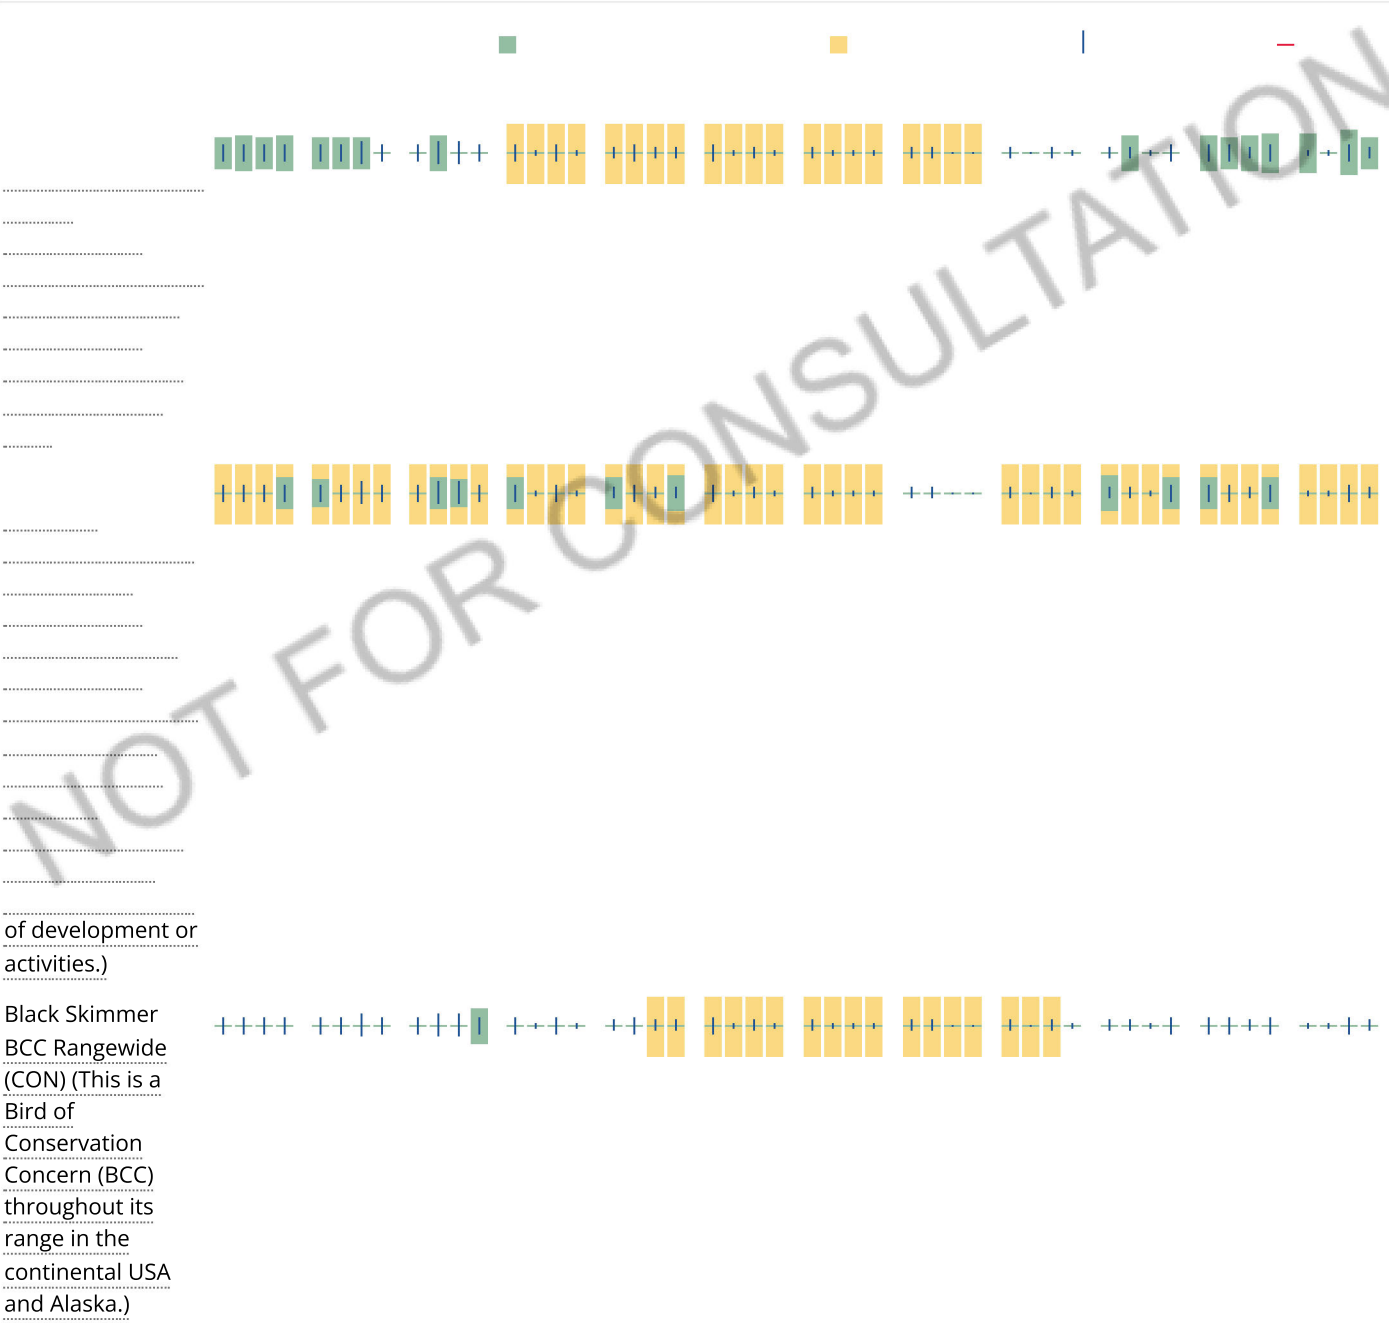 NOT FOR CONSULTATION
of development or
activities.)
Black Skimmer
BCC Rangewide
(CON) (This is a
Bird of
Conservation
Concern (BCC)
throughout its
range in the
continental USA
and Alaska.)